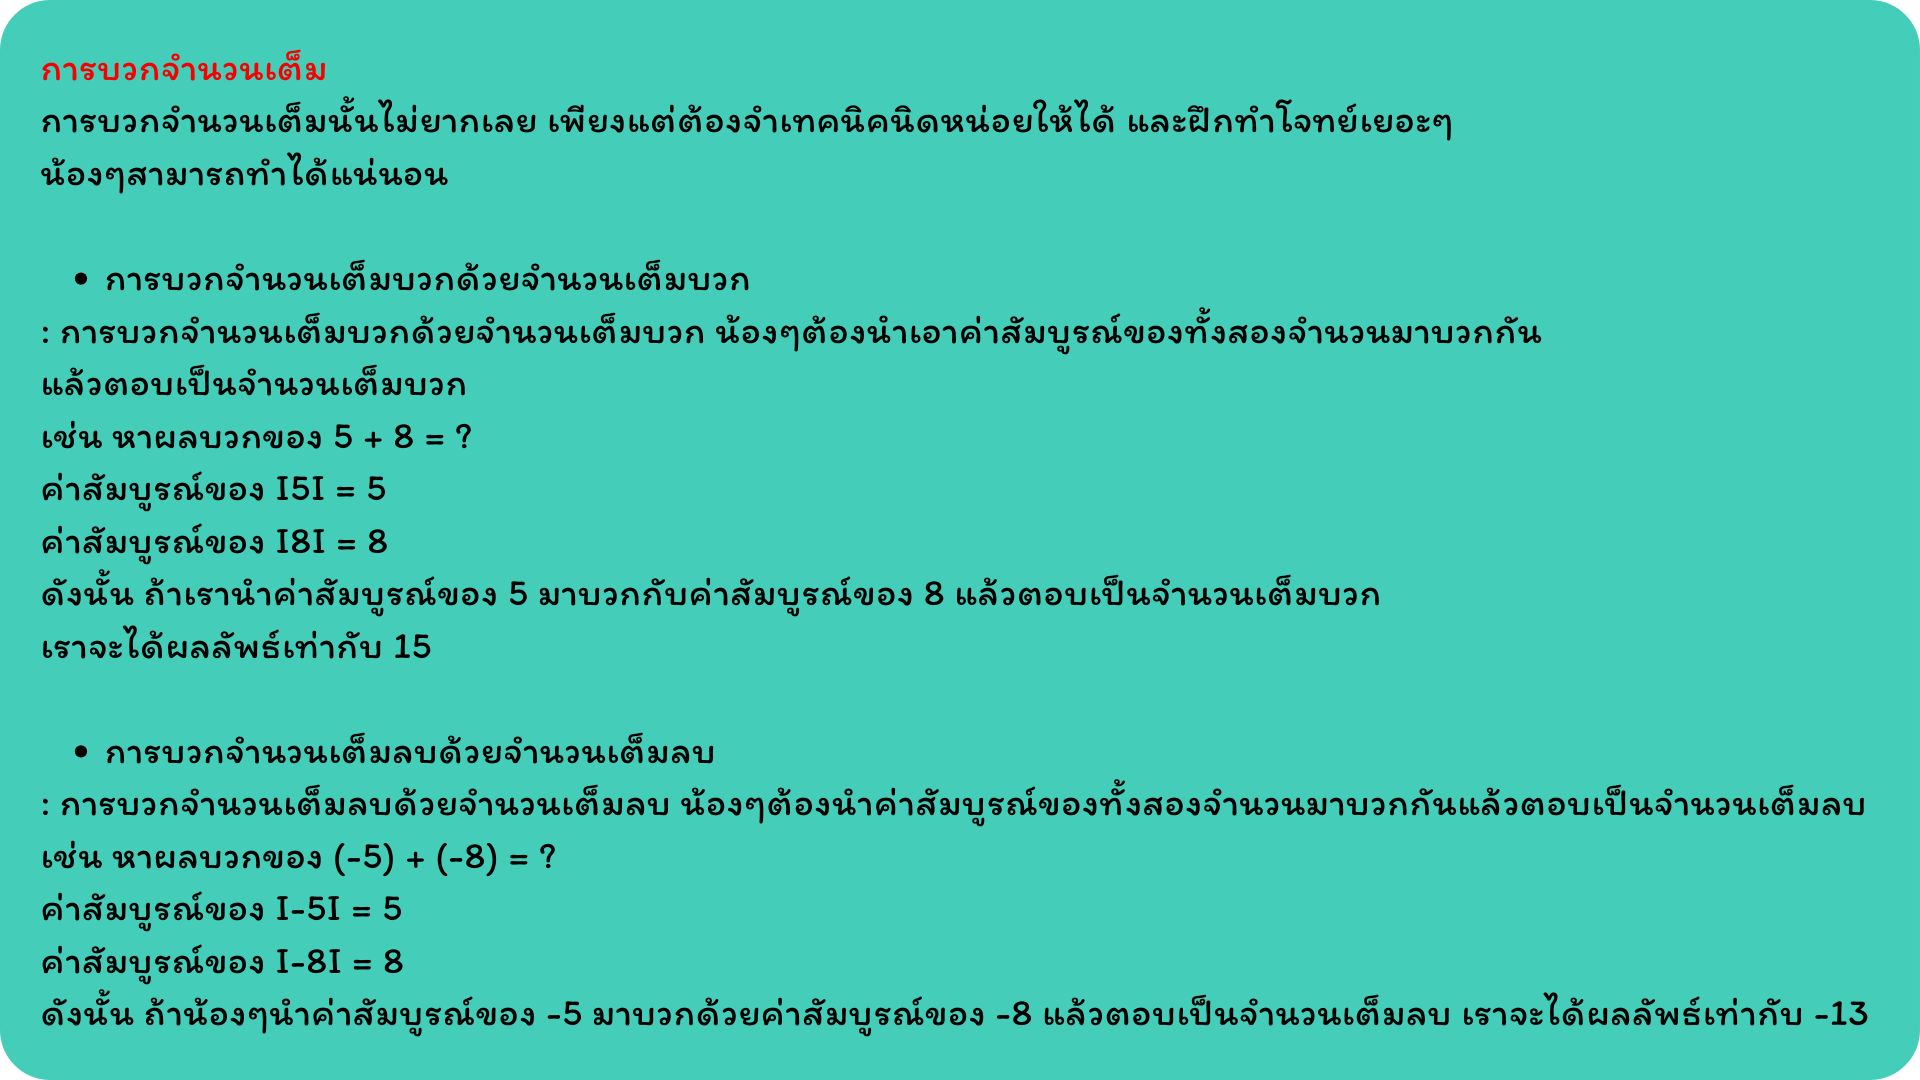 การบวกจำนวนเต็ม
การบวกจำนวนเต็มนั้นไม่ยากเลย เพียงแต่ต้องจำเทคนิคนิดหน่อยให้ได้ และฝึกทำโจทย์เยอะๆ
น้องๆสามารถทำได้แน่นอน
• การบวกจำนวนเต็มบวกด้วยจำนวนเต็มบวก
: การบวกจำนวนเต็มบวกด้วยจำนวนเต็มบวก น้องๆต้องนำเอาค่าสัมบูรณ์ของทั้งสองจำนวนมาบวกกัน
แล้วตอบเป็นจำนวนเต็มบวก
เช่น หาผลบวกของ 5 + 8 = ?
ค่าสัมบูรณ์ของ I5I = 5
ค่าสัมบูรณ์ของ I8I = 8
ดังนั้น ถ้าเรานำค่าสัมบูรณ์ของ 5 มาบวกกับค่าสัมบูรณ์ของ 8 แล้วตอบเป็นจำนวนเต็มบวก
เราจะได้ผลลัพธ์เท่ากับ 15
• การบวกจำนวนเต็มลบด้วยจำนวนเต็มลบ
: การบวกจำนวนเต็มลบด้วยจำนวนเต็มลบ น้องๆต้องนำค่าสัมบูรณ์ของทั้งสองจำนวนมาบวกกันแล้วตอบเป็นจำนวนเต็มลบ
เช่น หาผลบวกของ (-5) + (-8) = ?
ค่าสัมบูรณ์ของ I-5I = 5
ค่าสัมบูรณ์ของ I-8I = 8
ดังนั้น ถ้าน้องๆนำค่าสัมบูรณ์ของ -5 มาบวกด้วยค่าสัมบูรณ์ของ -8 แล้วตอบเป็นจำนวนเต็มลบ เราจะได้ผลลัพธ์เท่ากับ -13